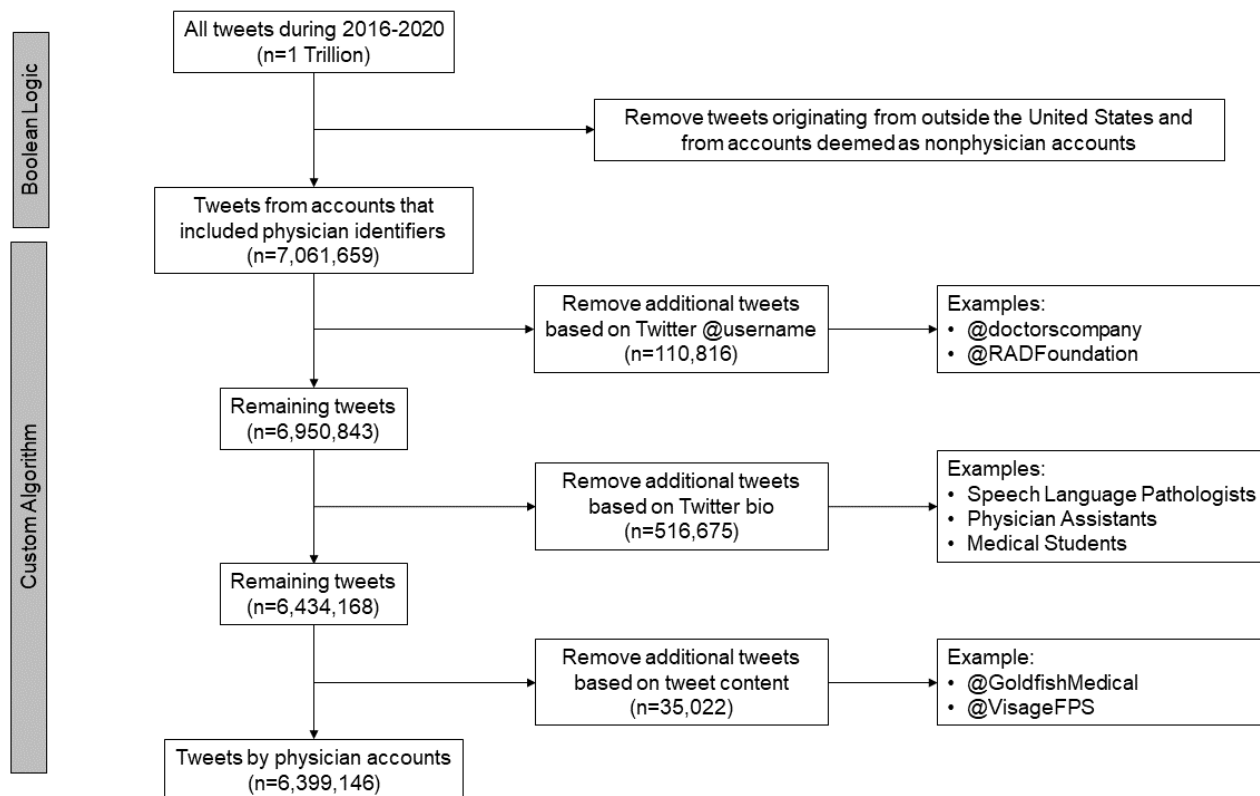 All tweets during 2016-2020
(n=1 Trillion)
Boolean Logic
Remove tweets originating from outside the United States and
from accounts deemed as nonphysician accounts
Tweets from accounts that
included physician identifiers
(n=7,061,659)
Custom Algorithm
Remove additional tweets
based on Twitter @username
(n=110,816)
Examples:
• @doctorscompany
• @RADFoundation
Remaining tweets
(n=6,950,843)
Remove additional tweets
based on Twitter bio
(n=516,675)
Examples:
• Speech Language Pathologists
• Physician Assistants
• Medical Students
Remaining tweets
(n=6,434,168)
Remove additional tweets
based on tweet content
(n=35,022)
Example:
• @GoldfishMedical
• @VisageFPS
Tweets by physician accounts
(n=6,399,146)